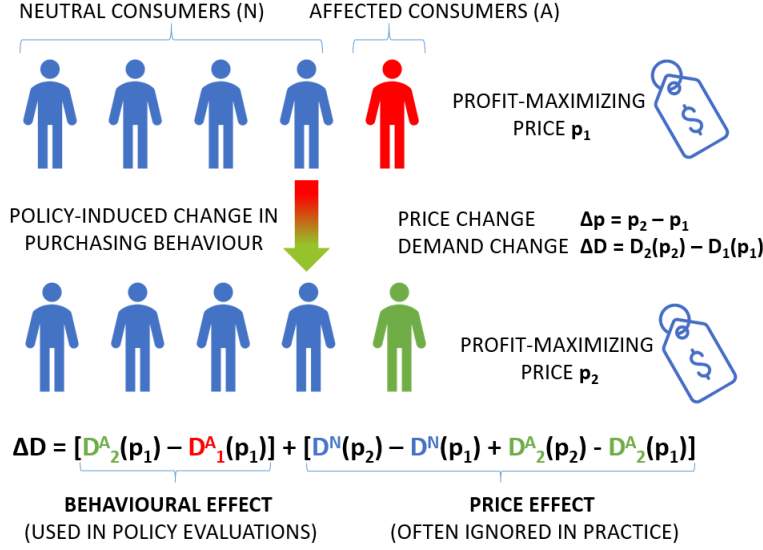 NEUTRAL CONSUMERS (N) AFFECTED CONSUMERS (A)
PROFIT-MAXIMIZING
PRICE p₁
$
POLICY-INDUCED CHANGE IN
PURCHASING BEHAVIOUR
PRICE CHANGE Δp = p₂ – p₁
DEMAND CHANGE ΔD = D₂(p₂) – D₁(p₁)
PROFIT-MAXIMIZING
PRICE p₂
$
ΔD = [Dᴬ₂(p₁) – Dᴬ₁(p₁)] + [Dᴺ(p₂) – Dᴺ(p₁) + Dᴬ₂(p₂) - Dᴬ₂(p₁)]
BEHAVIOURAL EFFECT
(USED IN POLICY EVALUATIONS)
PRICE EFFECT
(OFTEN IGNORED IN PRACTICE)